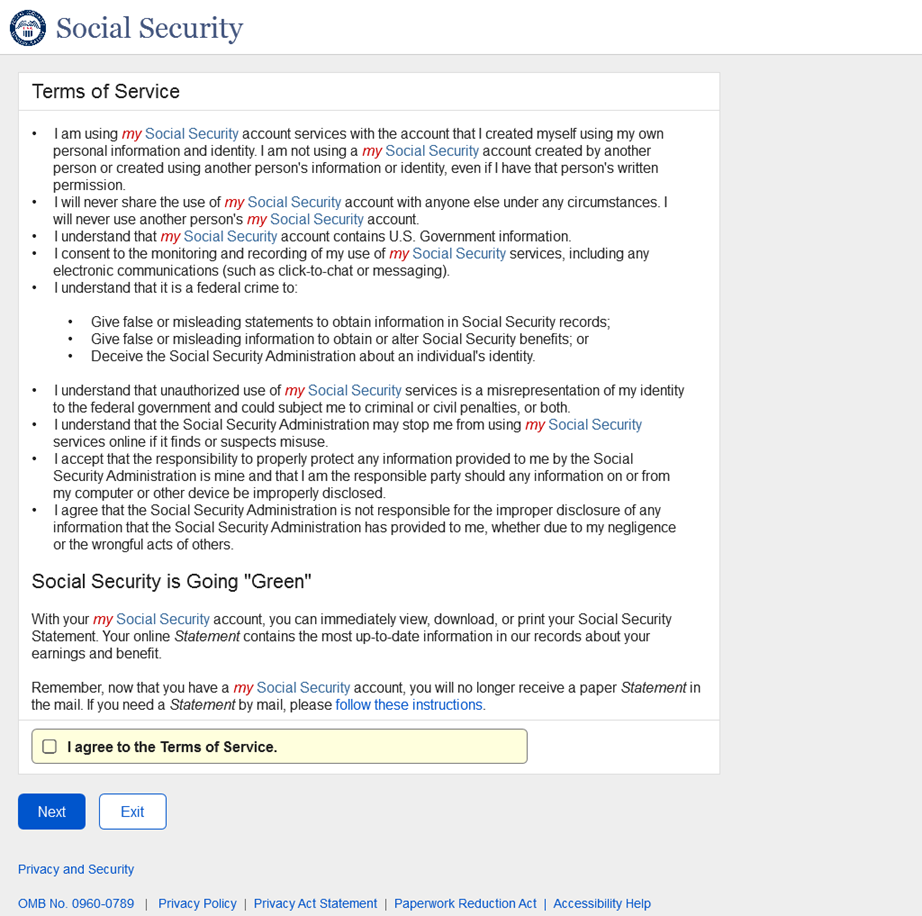 Social Security
Terms of Service
• I am using my Social Security account services with the account that I created myself using my own
personal information and identity. I am not using a my Social Security account created by another
person or created using another person's information or identity, even if I have that person's written
permission.
• I will never share the use of my Social Security account with anyone else under any circumstances. I
will never use another person's my Social Security account.
• I understand that my Social Security account contains U.S. Government information.
• I consent to the monitoring and recording of my use of my Social Security services, including any
electronic communications (such as click-to-chat or messaging).
• I understand that it is a federal crime to:
• Give false or misleading statements to obtain information in Social Security records;
• Give false or misleading information to obtain or alter Social Security benefits; or
• Deceive the Social Security Administration about an individual's identity.
• I understand that unauthorized use of my Social Security services is a misrepresentation of my identity
to the federal government and could subject me to criminal or civil penalties, or both.
• I understand that the Social Security Administration may stop me from using my Social Security
services online if it finds or suspects misuse.
• I accept that the responsibility to properly protect any information provided to me by the Social
Security Administration is mine and that I am the responsible party should any information on or from
my computer or other device be improperly disclosed.
• I agree that the Social Security Administration is not responsible for the improper disclosure of any
information that the Social Security Administration has provided to me, whether due to my negligence
or the wrongful acts of others.
Social Security is Going "Green"
With your my Social Security account, you can immediately view, download, or print your Social Security
Statement. Your online Statement contains the most up-to-date information in our records about your
earnings and benefit.
Remember, now that you have a my Social Security account, you will no longer receive a paper Statement in
the mail. If you need a Statement by mail, please follow these instructions.
I agree to the Terms of Service.
Next Exit
Privacy and Security
OMB No. 0960-0789 | Privacy Policy | Privacy Act Statement | Paperwork Reduction Act | Accessibility Help